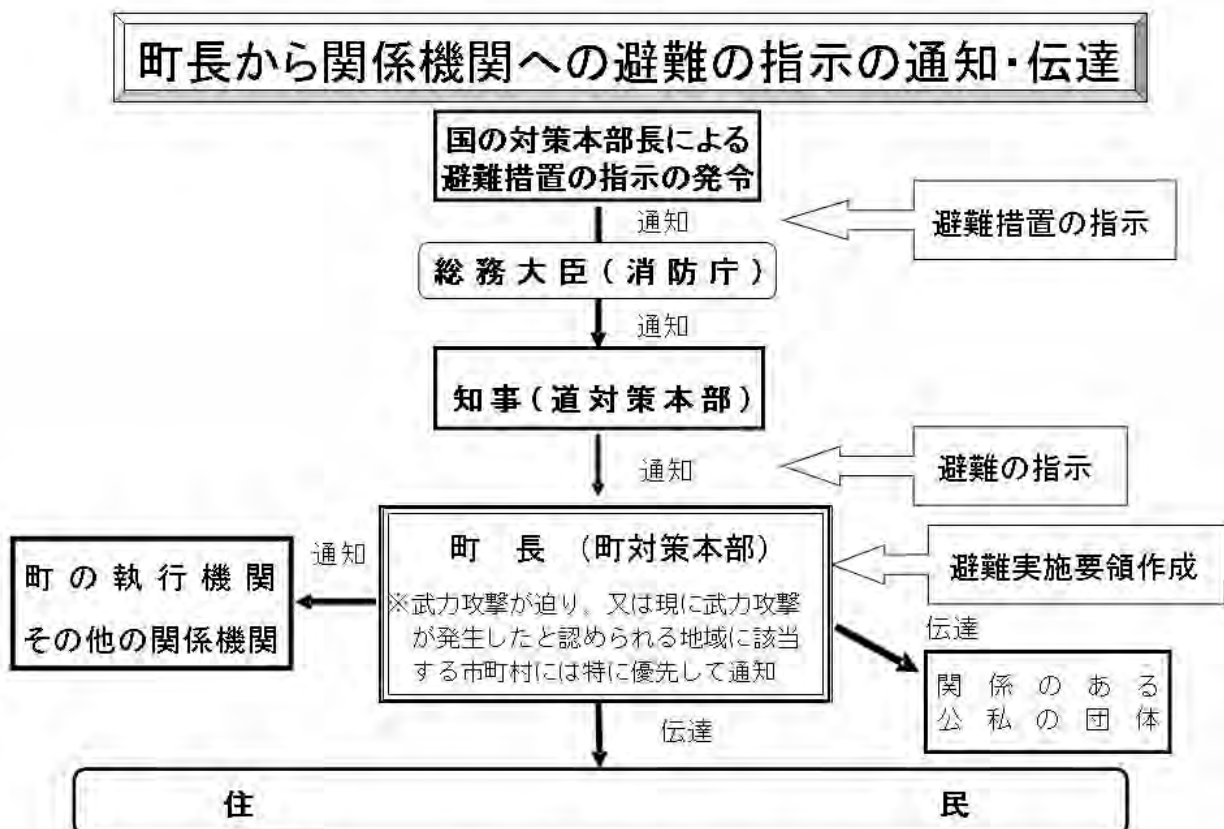 町長から関係機関への避難の指示の通知・伝達
国の対策本部長による
避難措置の指示の発令
通知
避難措置の指示
総務大臣(消防庁)
通知
知事(道対策本部)
通知
避難の指示
町長(町対策本部)
※武力攻撃が迫り、又は現に武力攻撃
が発生したと認められる地域に該当
する市町村には特に優先して通知
避難実施要領作成
通知
町の執行機関
その他の関係機関
伝達
関係のある
公私の団体
伝達
住民